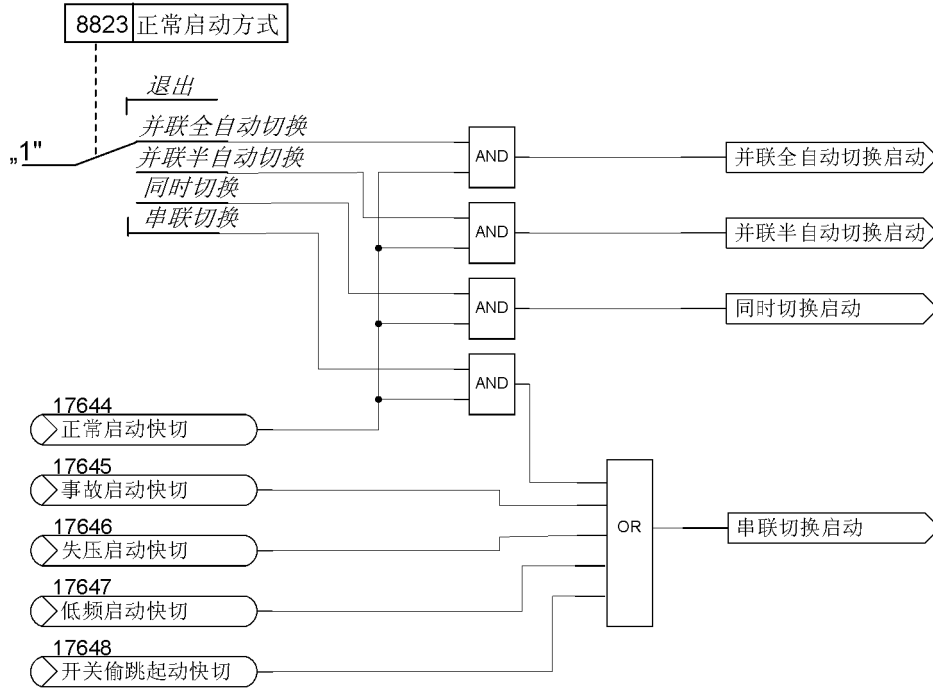 8823 正常启动方式
退出
„1" 并联全自动切换
并联半自动切换
同时切换
串联切换
AND
并联全自动切换启动
AND
并联半自动切换启动
AND
同时切换启动
AND
17644
正常启动快切
17645
事故启动快切
17646
失压启动快切
OR
串联切换启动
17647
低频启动快切
17648
开关偷跳起动快切